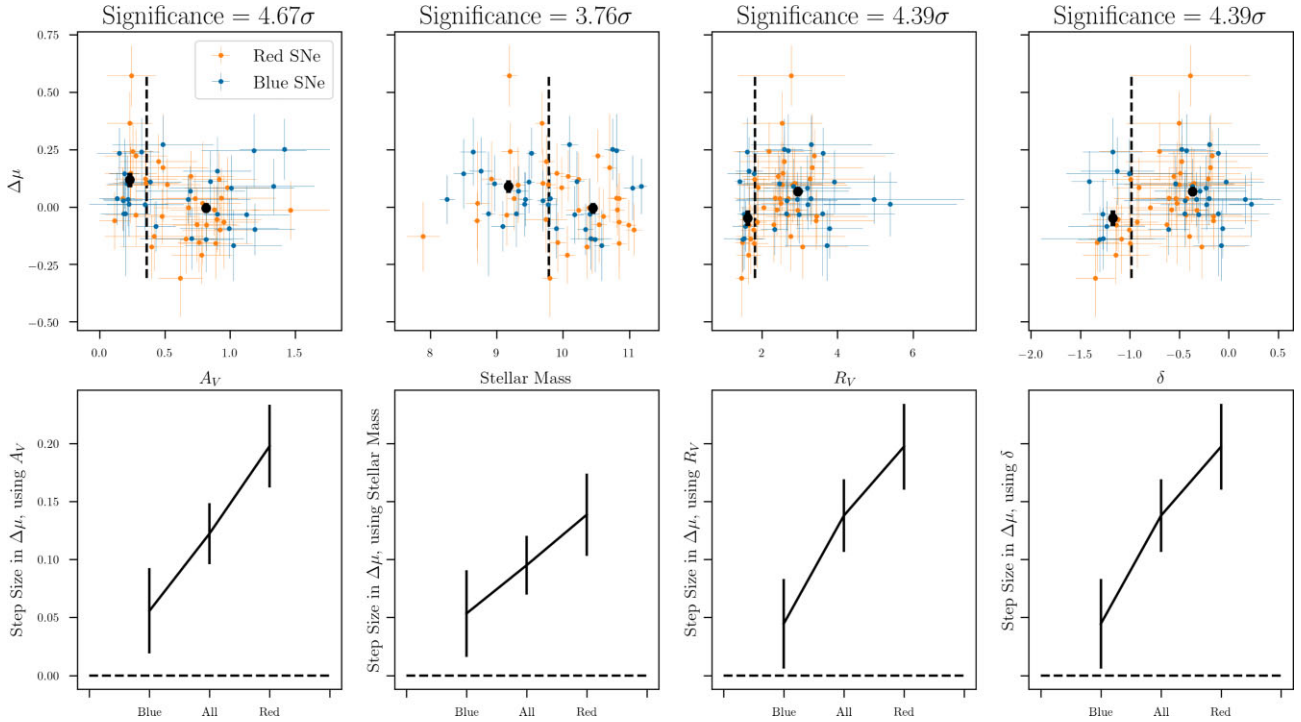 Significance = 4.67σ
Significance = 3.76σ
Significance = 4.39σ
Significance = 4.39σ
Red SNe
Blue SNe
Δμ
0.75
0.50
0.25
0.00
−0.25
−0.50
0.0 0.5 1.0 1.5
8 9 10 11
2 4 6
−2.0 −1.5 −1.0 −0.5 0.0 0.5
A_V
Stellar Mass
R_V
δ
Step Size in Δμ, using A_V
0.20
0.15
0.10
0.05
0.00
Step Size in Δμ, using Stellar Mass
Step Size in Δμ, using R_V
Step Size in Δμ, using δ
Blue All Red
Blue All Red
Blue All Red
Blue All Red